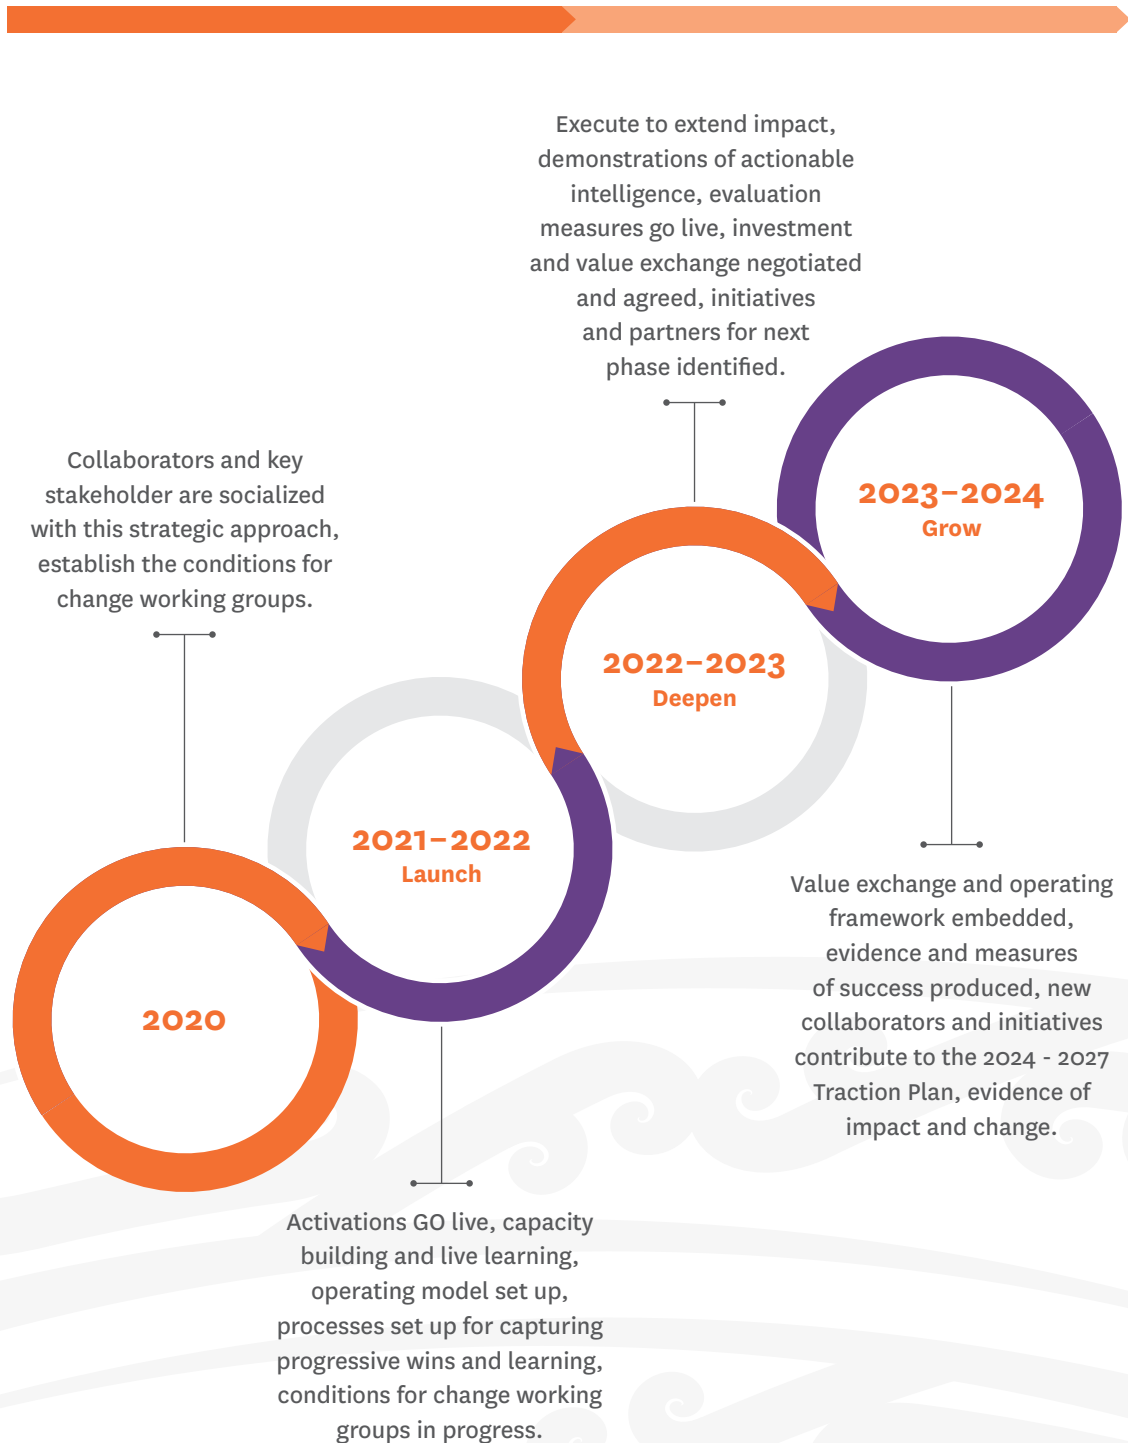 Execute to extend impact,
demonstrations of actionable
intelligence, evaluation
measures go live, investment
and value exchange negotiated
and agreed, initiatives
and partners for next
phase identified.
Collaborators and key
stakeholder are socialized
with this strategic approach,
establish the conditions for
change working groups.
2023–2024
Grow
2022–2023
Deepen
2021–2022
Launch
2020
Value exchange and operating
framework embedded,
evidence and measures
of success produced, new
collaborators and initiatives
contribute to the 2024 - 2027
Traction Plan, evidence of
impact and change.
Activations GO live, capacity
building and live learning,
operating model set up,
processes set up for capturing
progressive wins and learning,
conditions for change working
groups in progress.